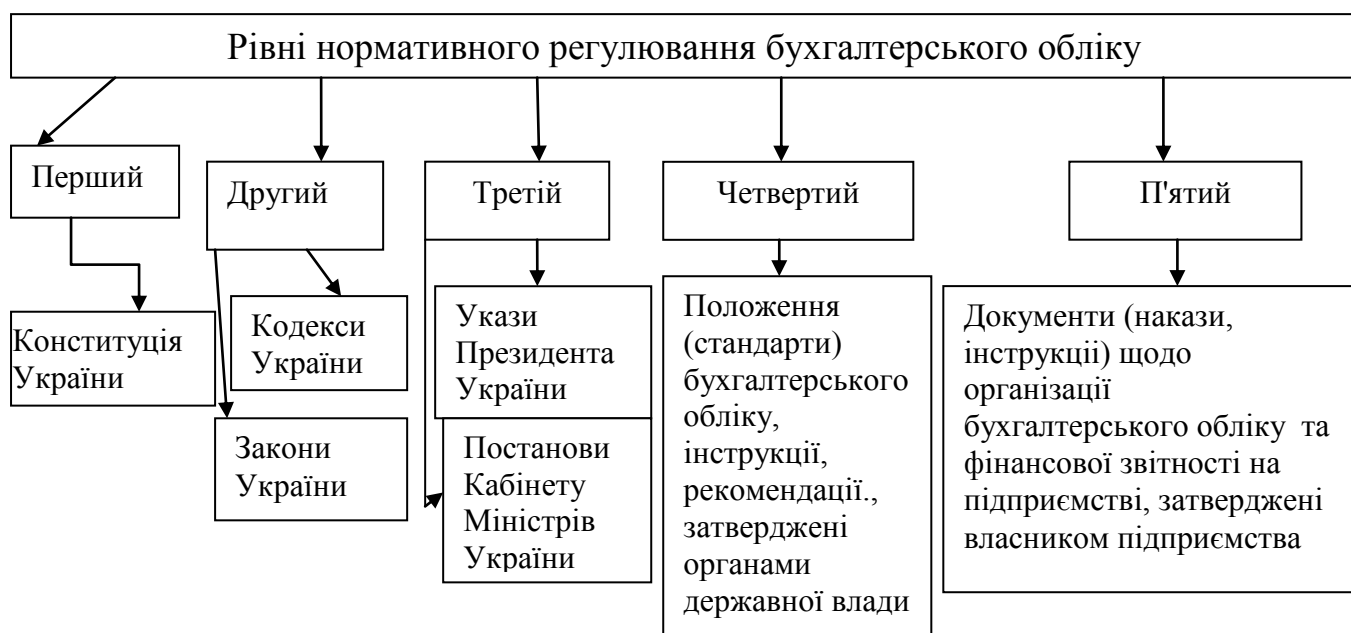 Рівні нормативного регулювання бухгалтерського обліку
Перший
Другий
Третій
Четвертий
П'ятий
Конституція
України
Кодекси
України
Закони
України
Укази
Президента
України
Постанови
Кабінету
Міністрів
України
Положення
(стандарти)
бухгалтерського
обліку,
інструкції,
рекомендації.,
затверджені
органами
державної влади
Документи (накази,
інструкціі) щодо
організації
бухгалтерського обліку та
фінансової звітності на
підприємстві, затверджені
власником підприємства